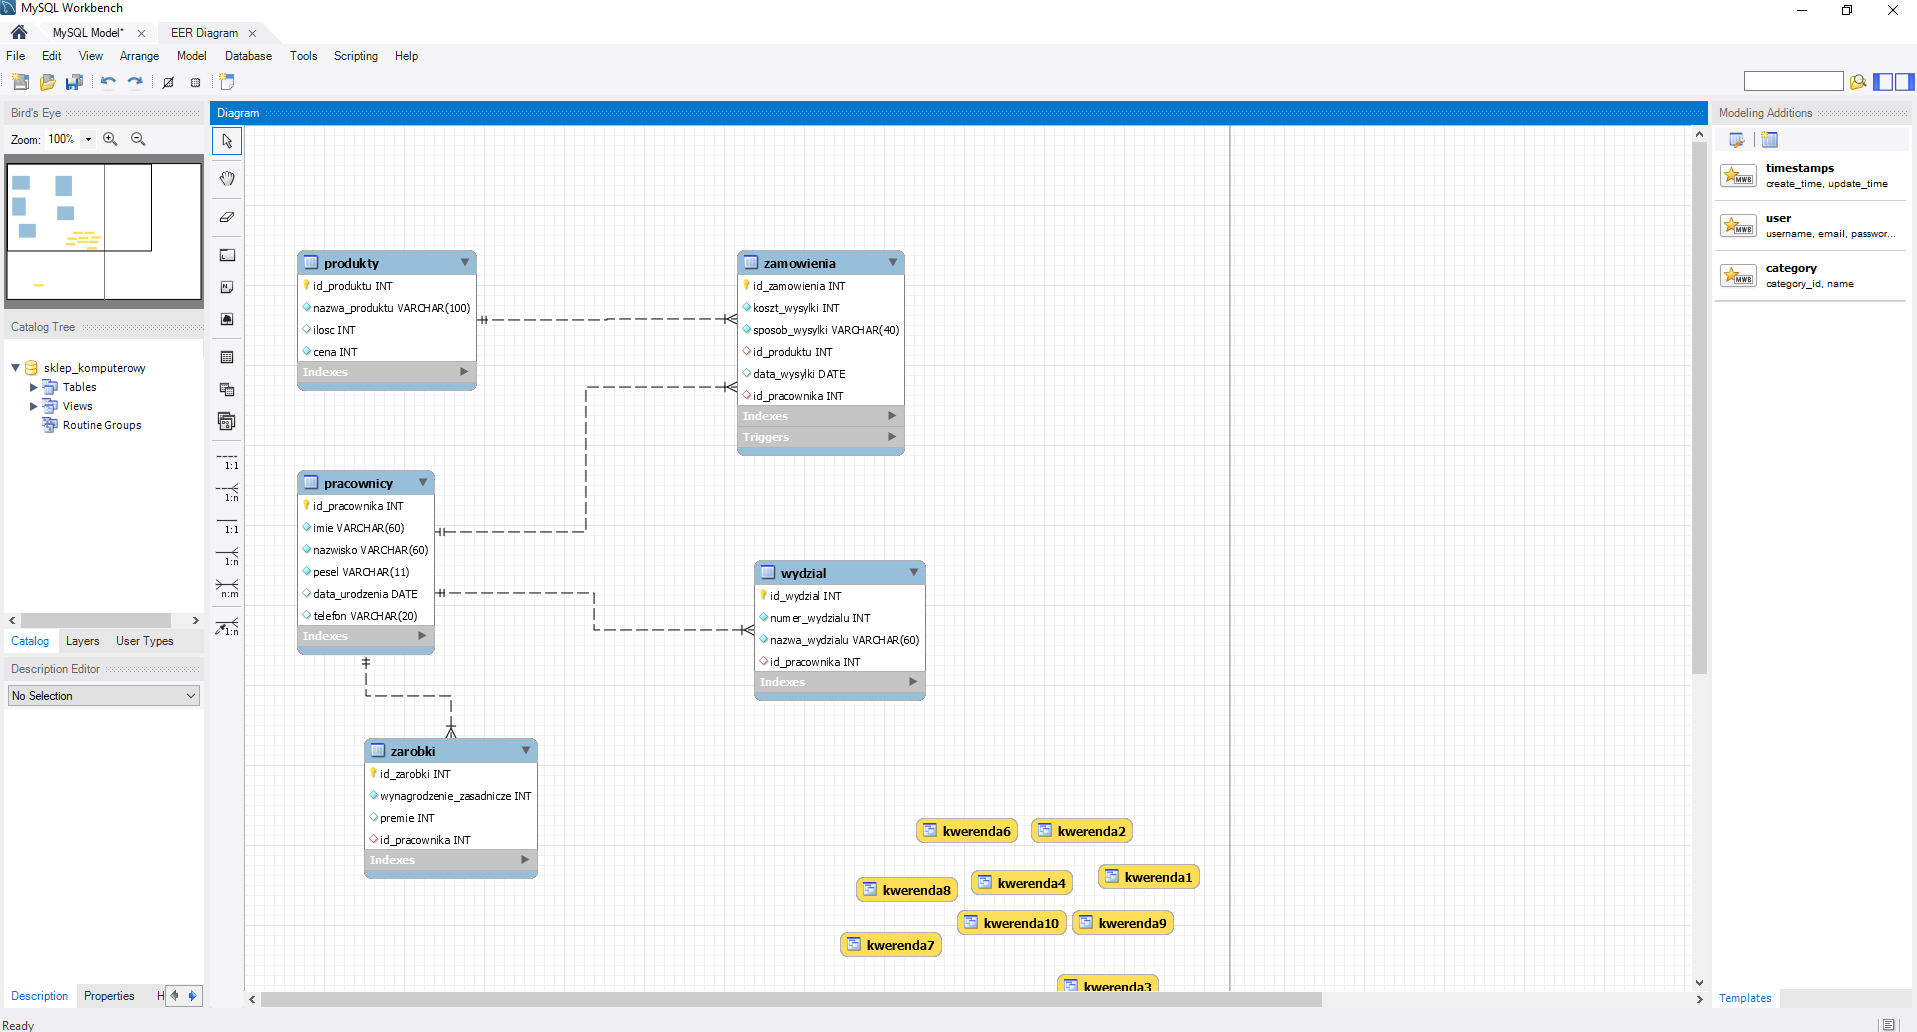 MySQL Workbench
MySQL Model*
EER Diagram
File Edit View Arrange Model Database Tools Scripting Help
Bird's Eye
Zoom: 100%
Catalog Tree
sklep_komputerowy
Tables
Views
Routine Groups
Catalog Layers User Types
Description Editor
No Selection
Description Properties H
Ready
Diagram
1:1
1:n
1:1
1:n
n:m
1:n
produkty
id_produktu INT
nazwa_produktu VARCHAR(100)
ilosc INT
cena INT
Indexes
zamowienia
id_zamowienia INT
koszt_wysylki INT
sposob_wysylki VARCHAR(40)
id_produktu INT
data_wysylki DATE
id_pracownika INT
Indexes
Triggers
pracownicy
id_pracownika INT
imie VARCHAR(60)
nazwisko VARCHAR(60)
pesel VARCHAR(11)
data_urodzenia DATE
telefon VARCHAR(20)
Indexes
wydzial
id_wydzial INT
numer_wydzialu INT
nazwa_wydzialu VARCHAR(60)
id_pracownika INT
Indexes
zarobki
id_zarobki INT
wynagrodzenie_zasadnicze INT
premie INT
id_pracownika INT
Indexes
kwerenda6
kwerenda2
kwerenda8
kwerenda4
kwerenda1
kwerenda10
kwerenda9
kwerenda7
kwerenda3
Modeling Additions
MWB
timestamps
create_time, update_time
MWB
user
username, email, passwor...
MWB
category
category_id, name
Templates